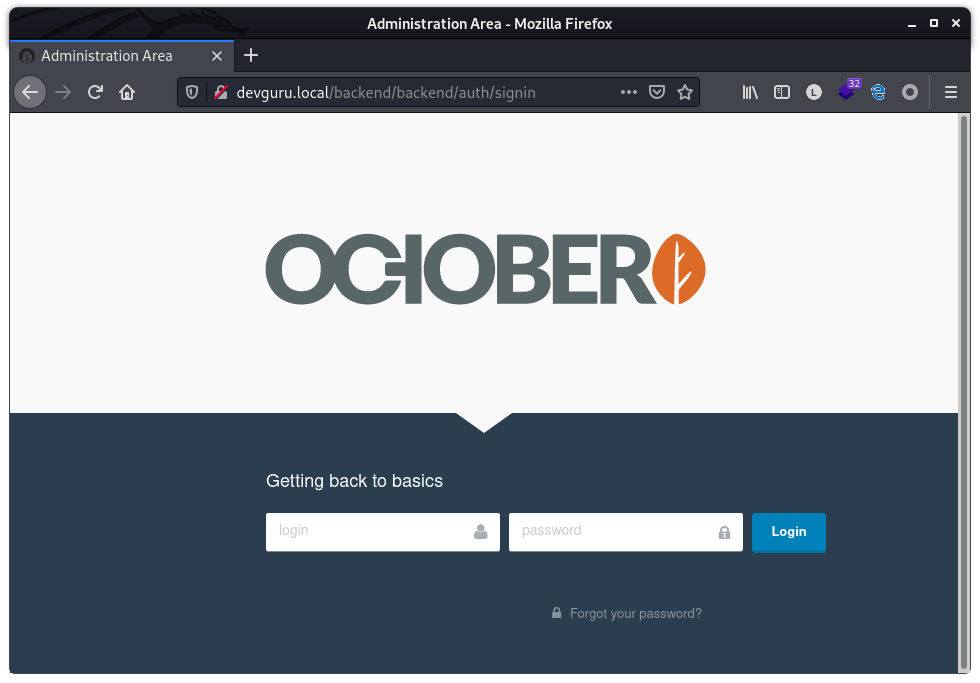 Administration Area - Mozilla Firefox
Administration Area
devguru.local/backend/backend/auth/signin
L
32
OCTOBER
Getting back to basics
login
password
Login
Forgot your password?